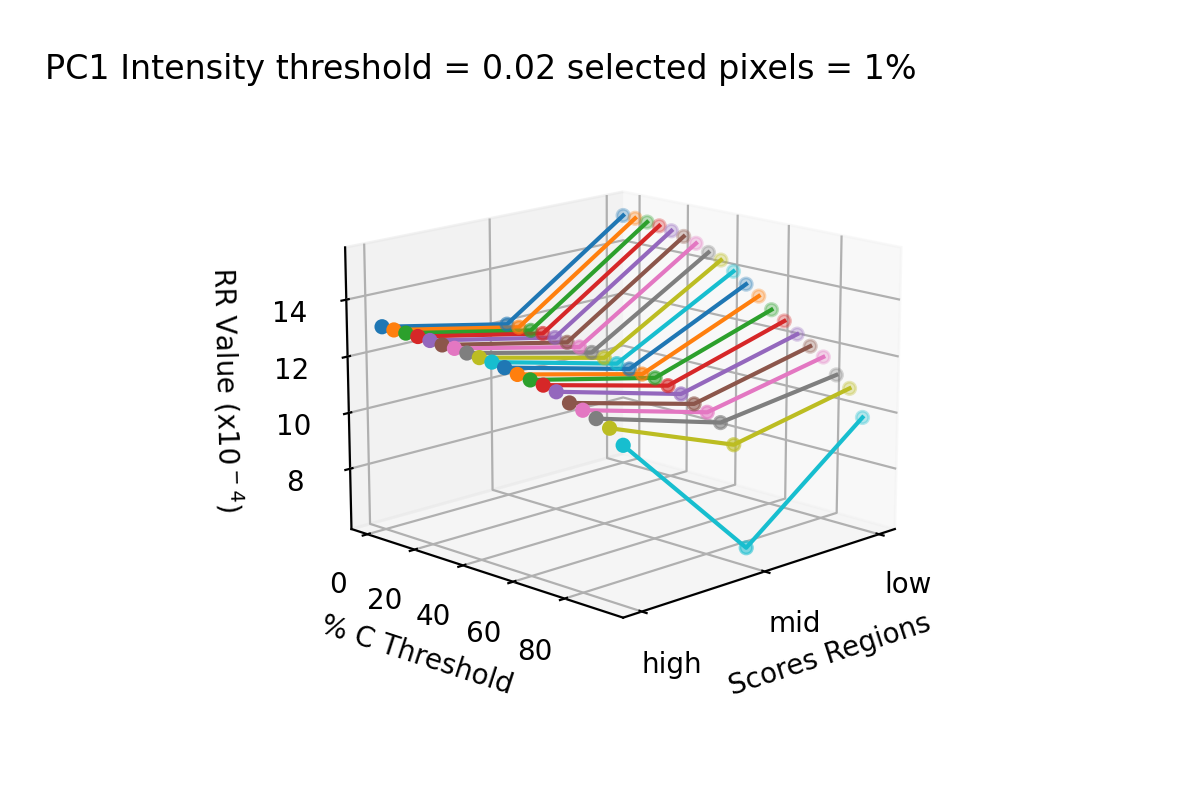 PC1 Intensity threshold = 0.02 selected pixels = 1%
RR Value (x10⁻⁴)
14
12
10
8
0
20
40
60
80
% C Threshold
high
mid
low
Scores Regions